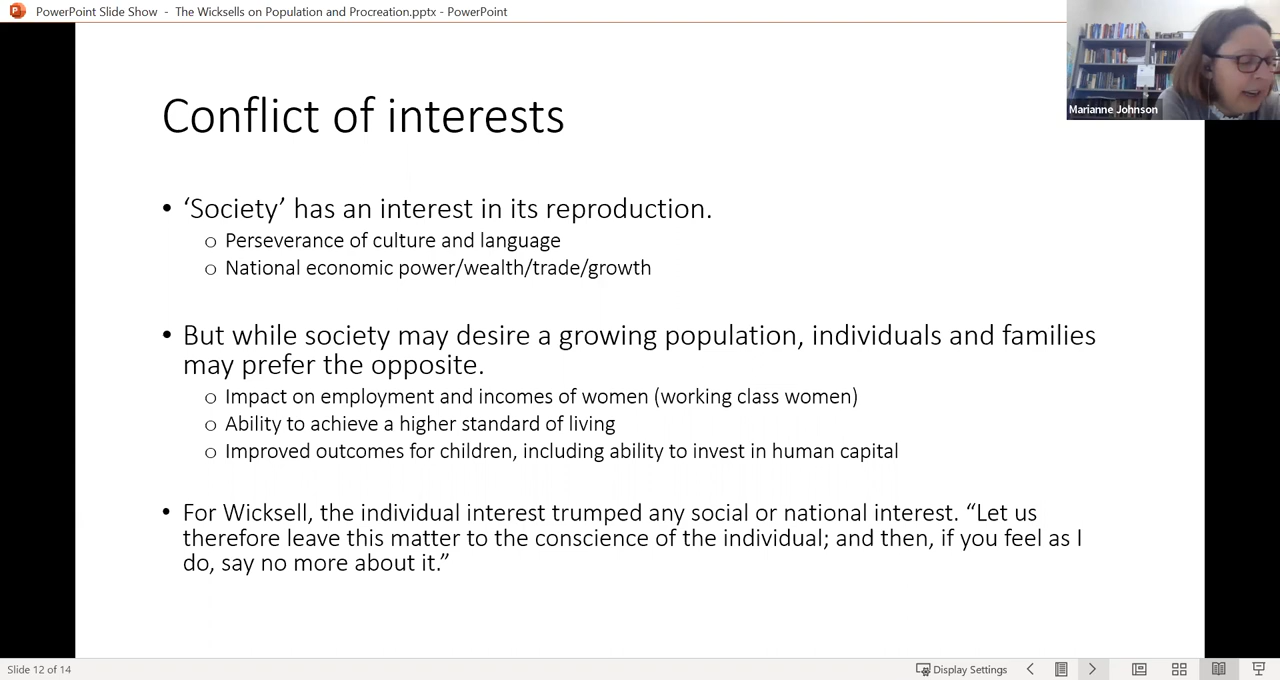 PowerPoint Slide Show - The Wicksells on Population and Procreation.pptx - PowerPoint
Marianne Johnson
Conflict of interests
• ‘Society’ has an interest in its reproduction.
o Perseverance of culture and language
o National economic power/wealth/trade/growth
• But while society may desire a growing population, individuals and families
may prefer the opposite.
o Impact on employment and incomes of women (working class women)
o Ability to achieve a higher standard of living
o Improved outcomes for children, including ability to invest in human capital
• For Wicksell, the individual interest trumped any social or national interest. “Let us
therefore leave this matter to the conscience of the individual; and then, if you feel as I
do, say no more about it.”
Slide 12 of 14
Display Settings